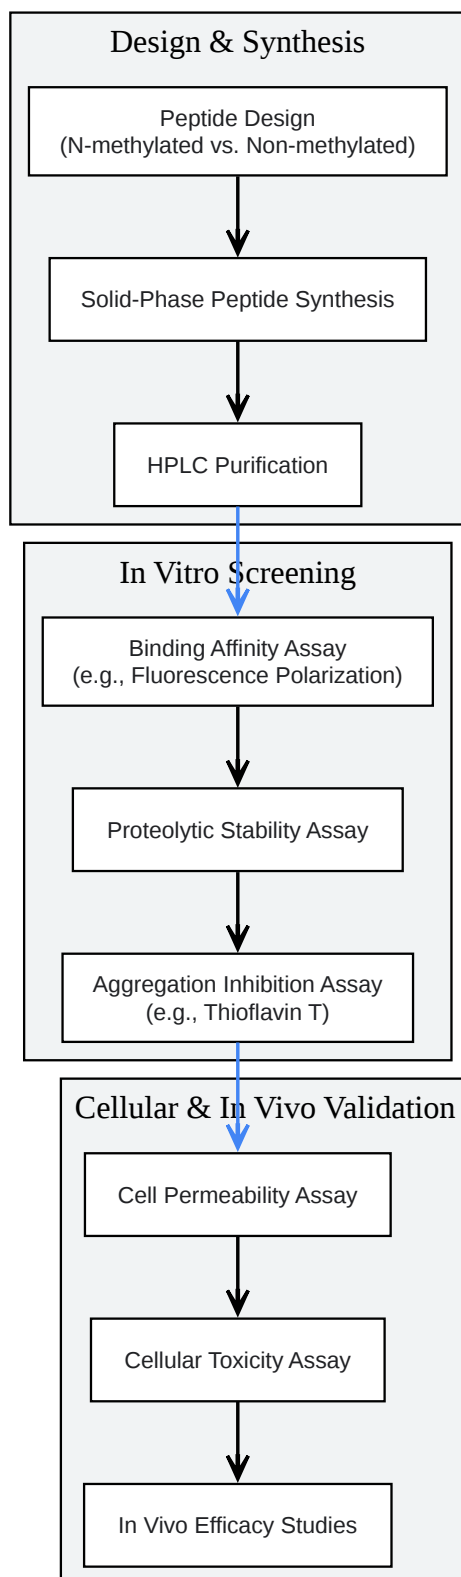 Design & Synthesis
Peptide Design
(N-methylated vs. Non-methylated)
Solid-Phase Peptide Synthesis
HPLC Purification
In Vitro Screening
Binding Affinity Assay
(e.g., Fluorescence Polarization)
Proteolytic Stability Assay
Aggregation Inhibition Assay
(e.g., Thioflavin T)
Cellular & In Vivo Validation
Cell Permeability Assay
Cellular Toxicity Assay
In Vivo Efficacy Studies